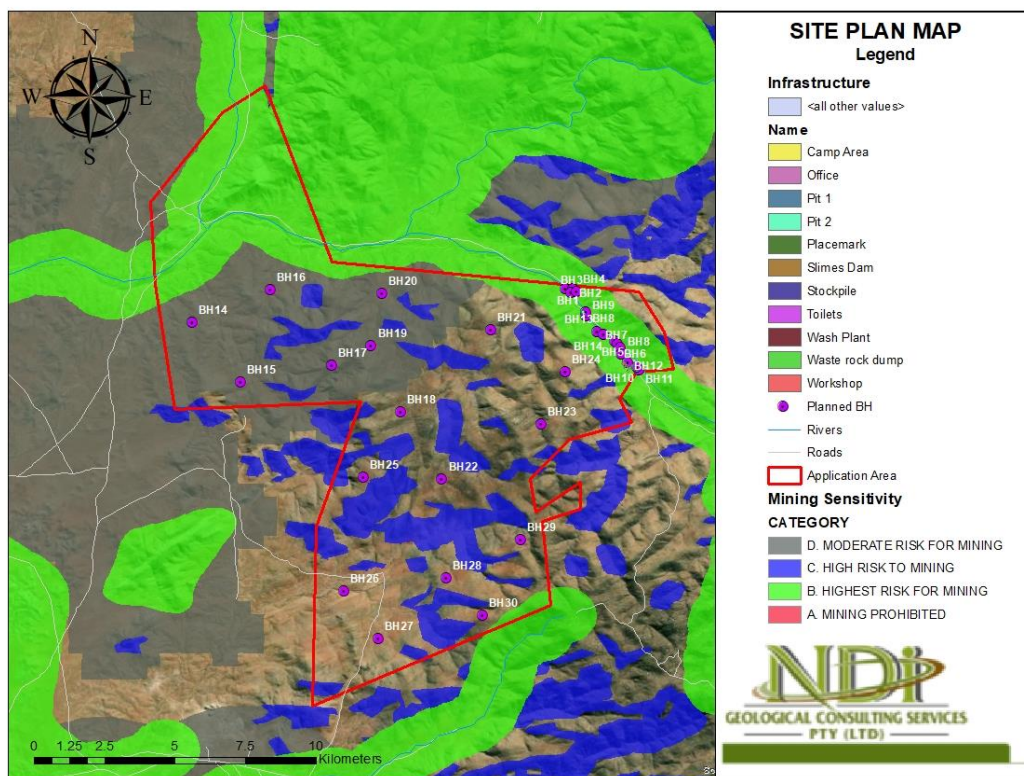 N
W
E
S
BH16
BH20
BH3
BH4
BH2
BH1
BH9
BH14
BH13
BH8
BH21
BH19
BH7
BH14
BH8
BH5
BH6
BH17
BH24
BH12
BH15
BH10
BH11
BH18
BH23
BH25
BH22
BH29
BH28
BH26
BH30
BH27
0 1.25 2.5 5 7.5 10
Kilometers
SITE PLAN MAP
Legend
Infrastructure
<all other values>
Name
Camp Area
Office
Pit 1
Pit 2
Placemark
Slimes Dam
Stockpile
Toilets
Wash Plant
Waste rock dump
Workshop
Planned BH
Rivers
Roads
Application Area
Mining Sensitivity
CATEGORY
D. MODERATE RISK FOR MINING
C. HIGH RISK TO MINING
B. HIGHEST RISK FOR MINING
A. MINING PROHIBITED
NDi
GEOLOGICAL CONSULTING SERVICES
PTY (LTD)